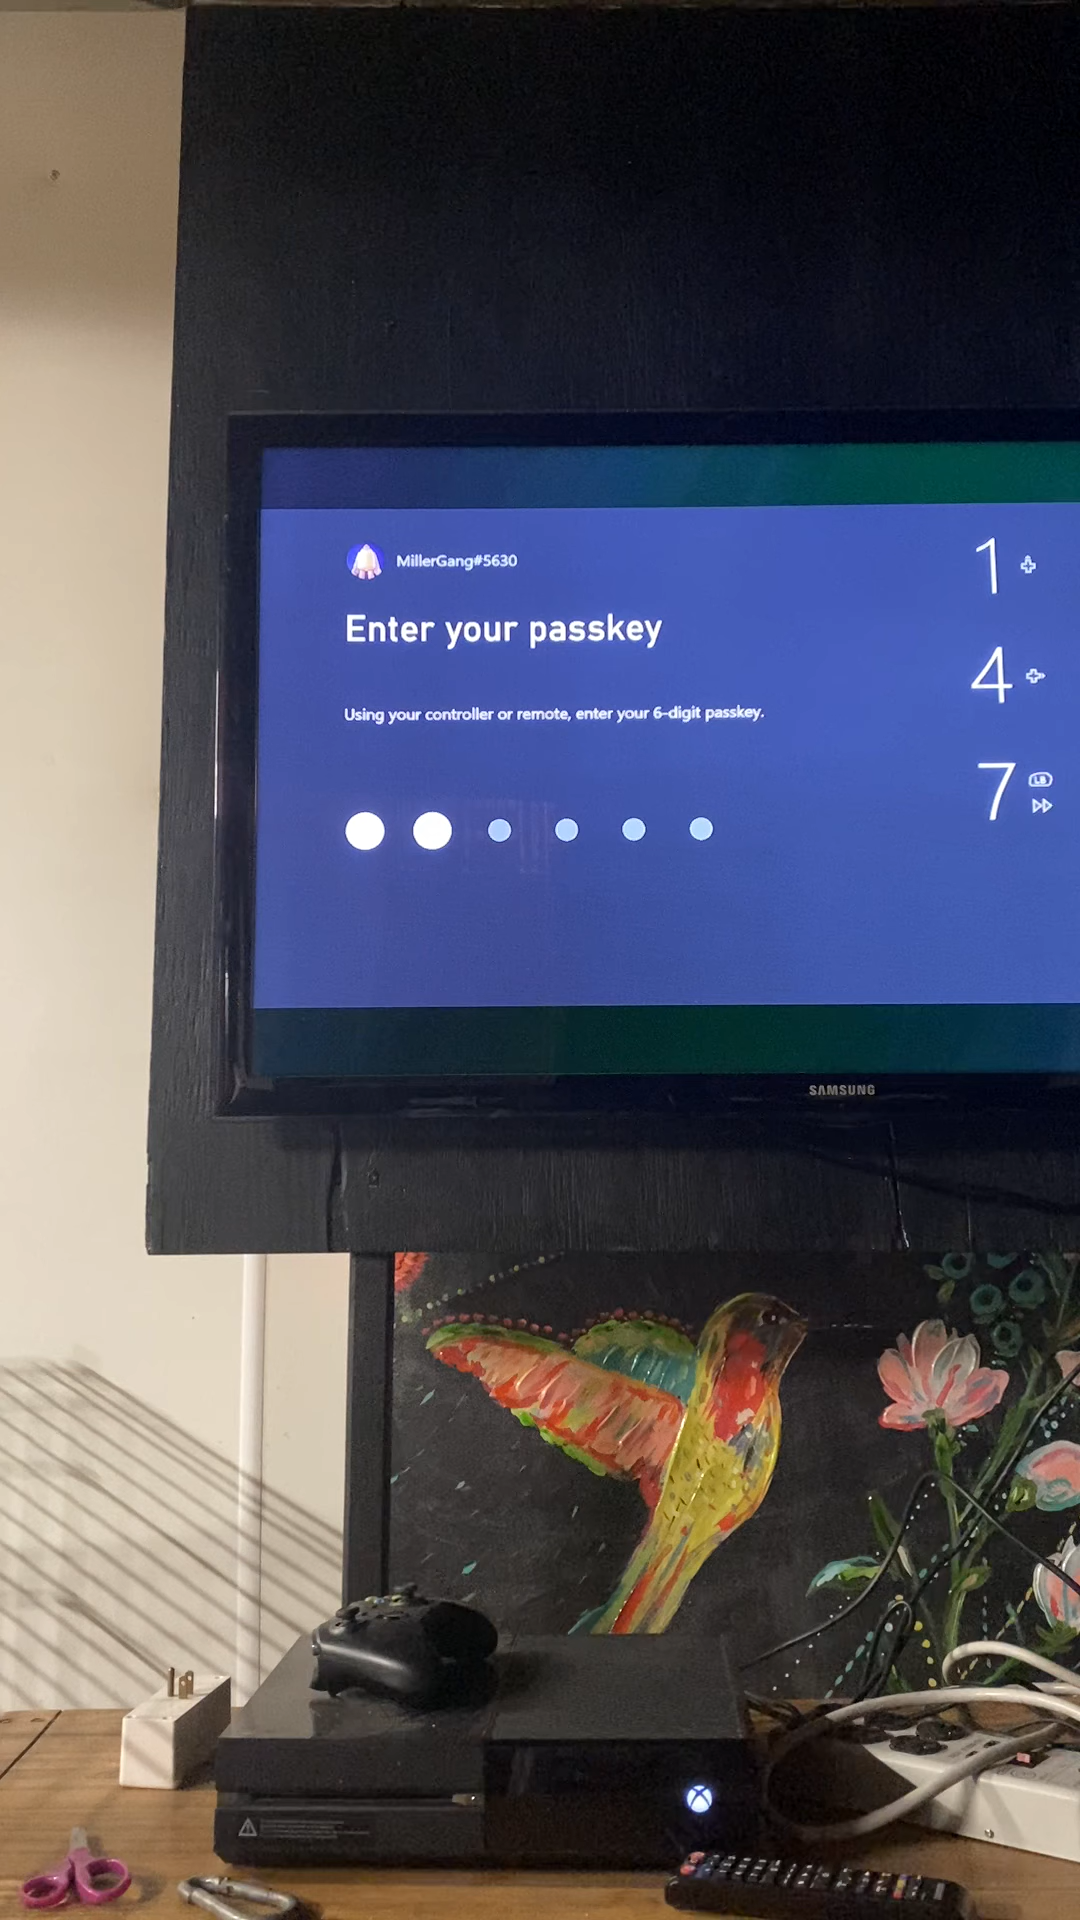 MillerGang#5630
Enter your passkey
Using your controller or remote, enter your 6-digit passkey.
1
4
7
LB
SAMSUNG